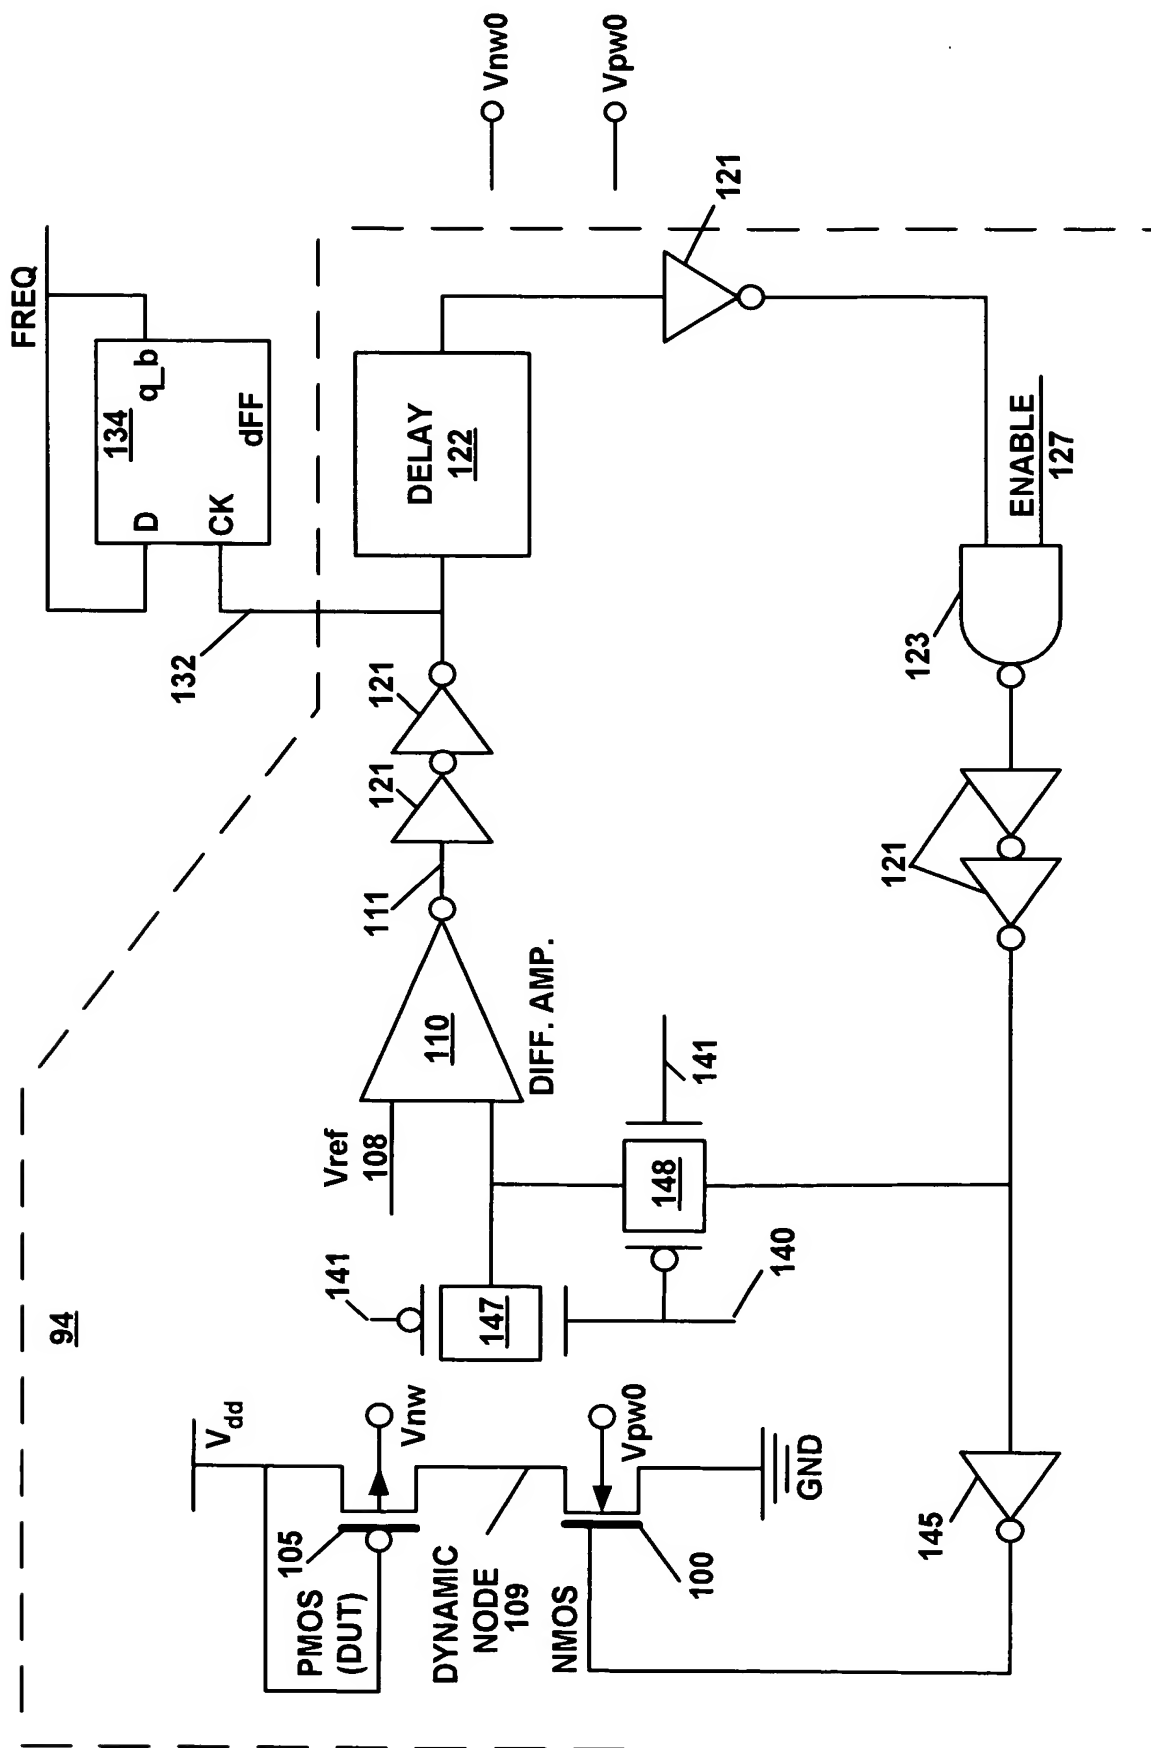 FREQ
134
q_b
dFF
D
CK
132
Vnw0
Vpw0
DELAY
122
121
121
121
111
110
DIFF. AMP.
Vref
108
ENABLE
127
123
121
141
148
140
141
147
94
Vdd
Vnw
105
PMOS
(DUT)
DYNAMIC
NODE
109
NMOS
Vpw0
100
GND
145